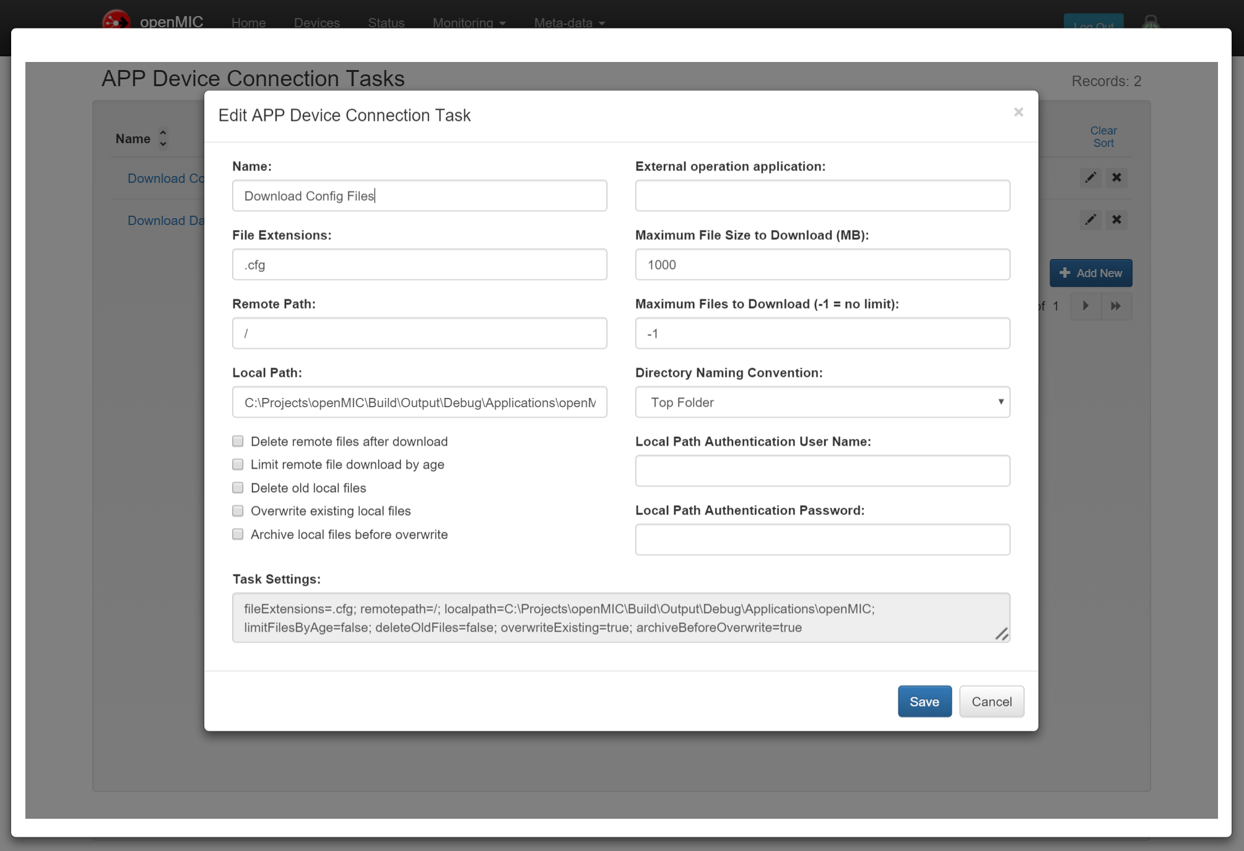 openMIC Home Devices Status Monitoring Meta-data Log Out
APP Device Connection Tasks
Records: 2
Edit APP Device Connection Task
×
Name
Clear
Sort
Download Co
Download Da
Add New
of 1
Name:
Download Config Files
File Extensions:
.cfg
Remote Path:
/
Local Path:
C:\Projects\openMIC\Build\Output\Debug\Applications\openM
Delete remote files after download
Limit remote file download by age
Delete old local files
Overwrite existing local files
Archive local files before overwrite
External operation application:
Maximum File Size to Download (MB):
1000
Maximum Files to Download (-1 = no limit):
-1
Directory Naming Convention:
Top Folder
Local Path Authentication User Name:
Local Path Authentication Password:
Task Settings:
fileExtensions=.cfg; remotepath=/; localpath=C:\Projects\openMIC\Build\Output\Debug\Applications\openMIC;
limitFilesByAge=false; deleteOldFiles=false; overwriteExisting=true; archiveBeforeOverwrite=true
Save
Cancel